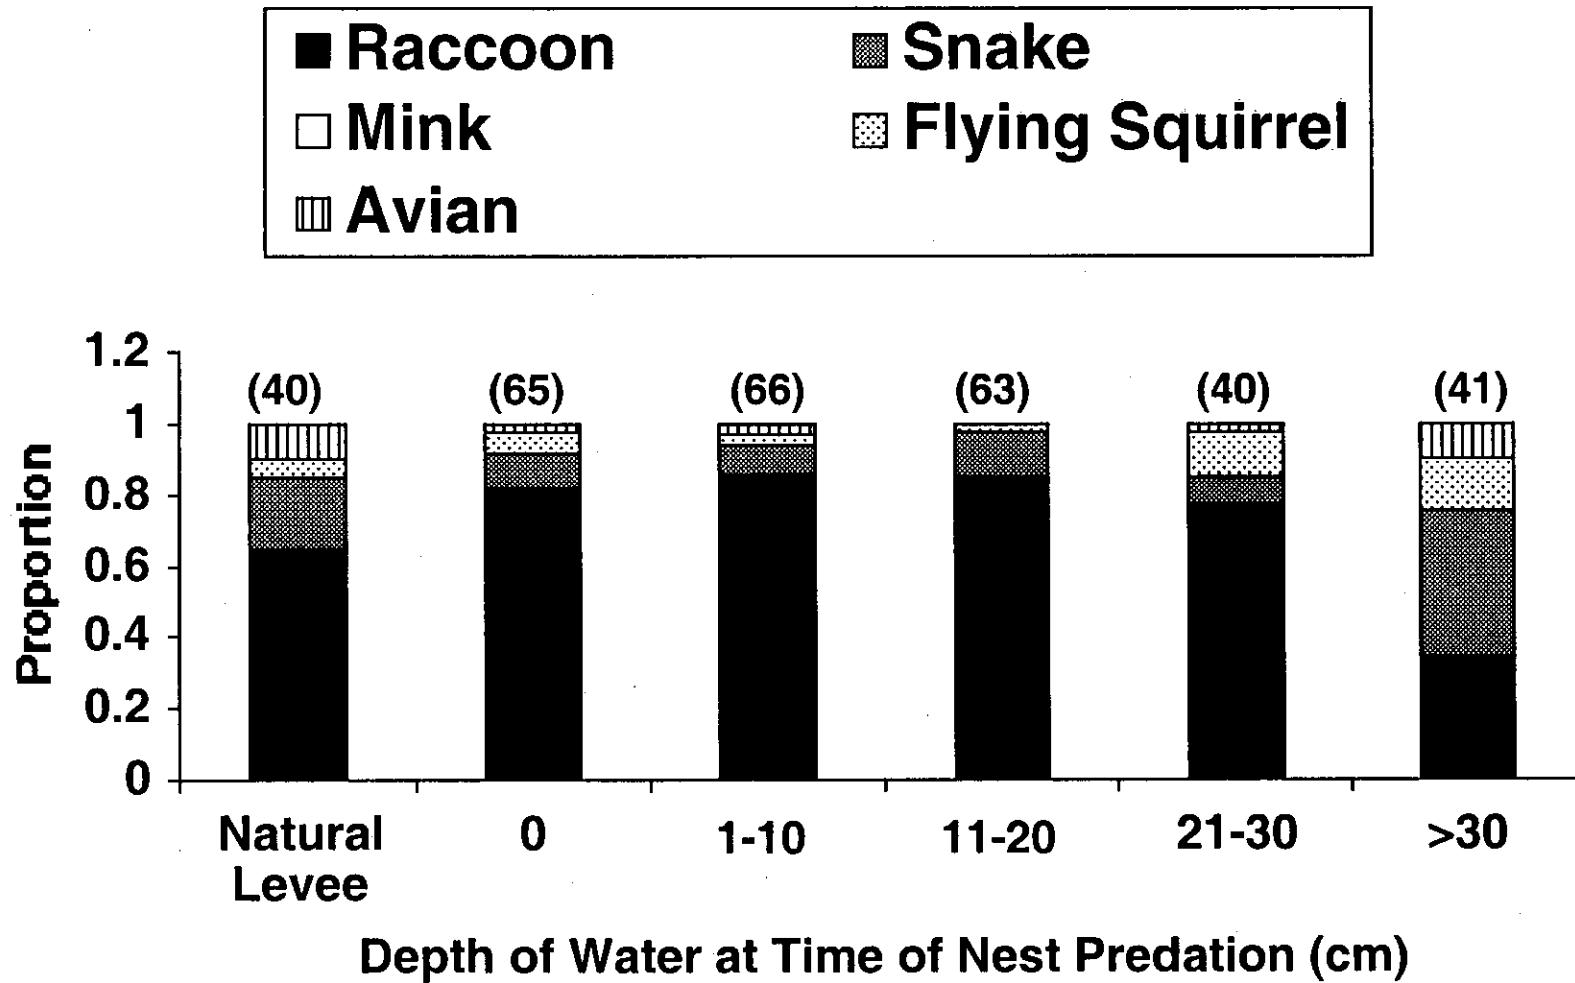 Raccoon Snake
Mink Flying Squirrel
Avian
1.2
1
0.8
0.6
0.4
0.2
0
Proportion
(40) (65) (66) (63) (40) (41)
Natural Levee 0 1-10 11-20 21-30 >30
Depth of Water at Time of Nest Predation (cm)